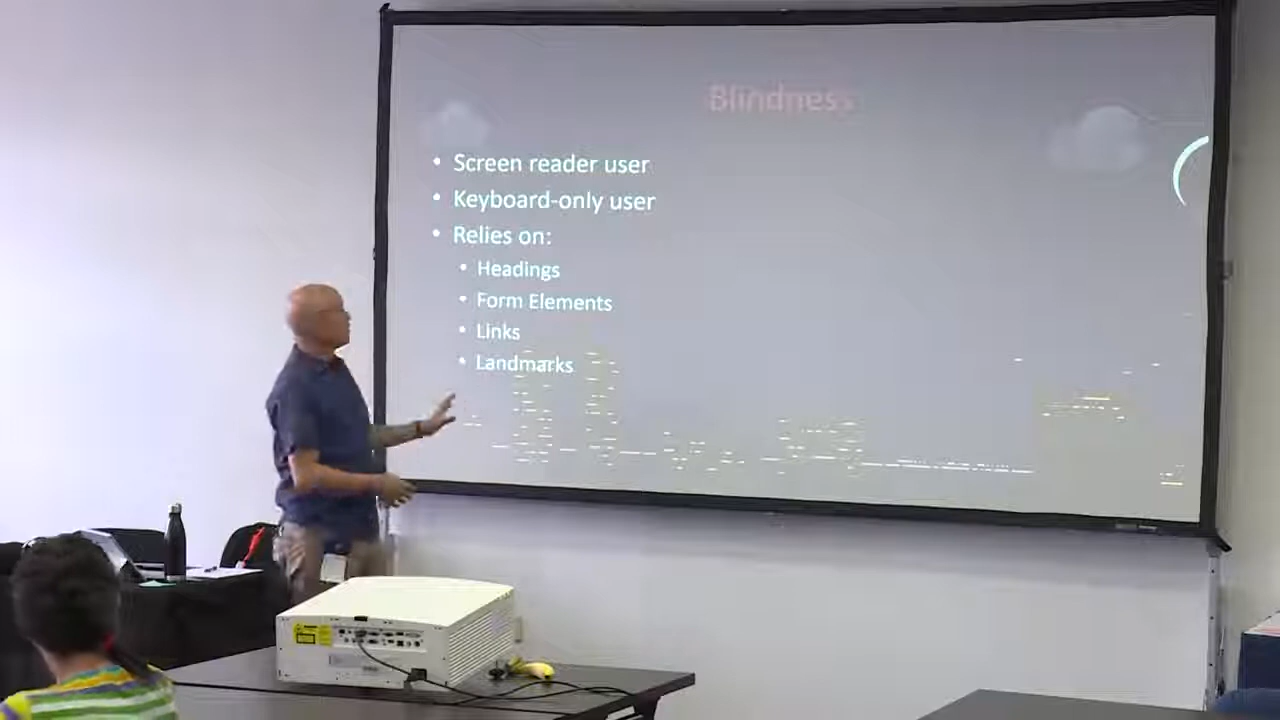 Blindness
• Screen reader user
• Keyboard-only user
• Relies on:
• Headings
• Form Elements
• Links
• Landmarks